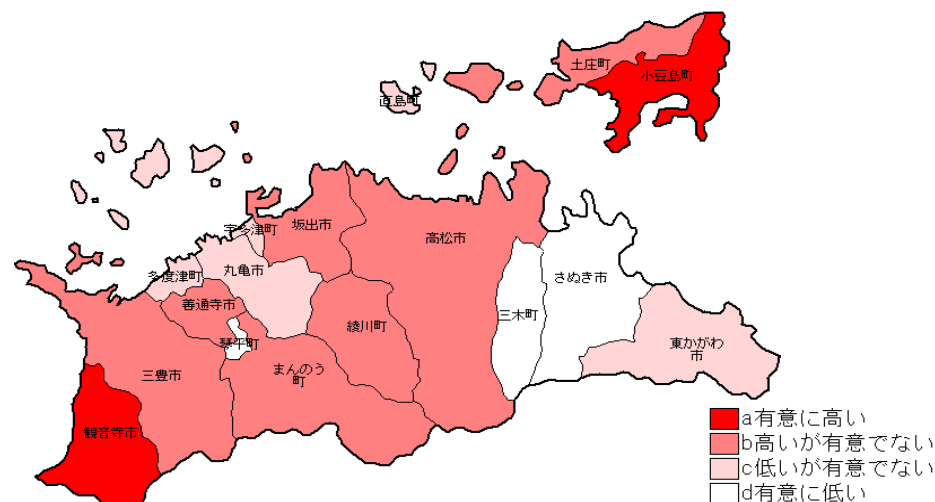 土庄町
小豆島町
直島町
宇多津町
坂出市
高松市
多度津町
丸亀市
さぬき市
善通寺市
三木町
綾川町
琴平町
東かがわ
市
三豊市
まんのう
町
観音寺市
a有意に高い
b高いが有意でない
c低いが有意でない
d有意に低い